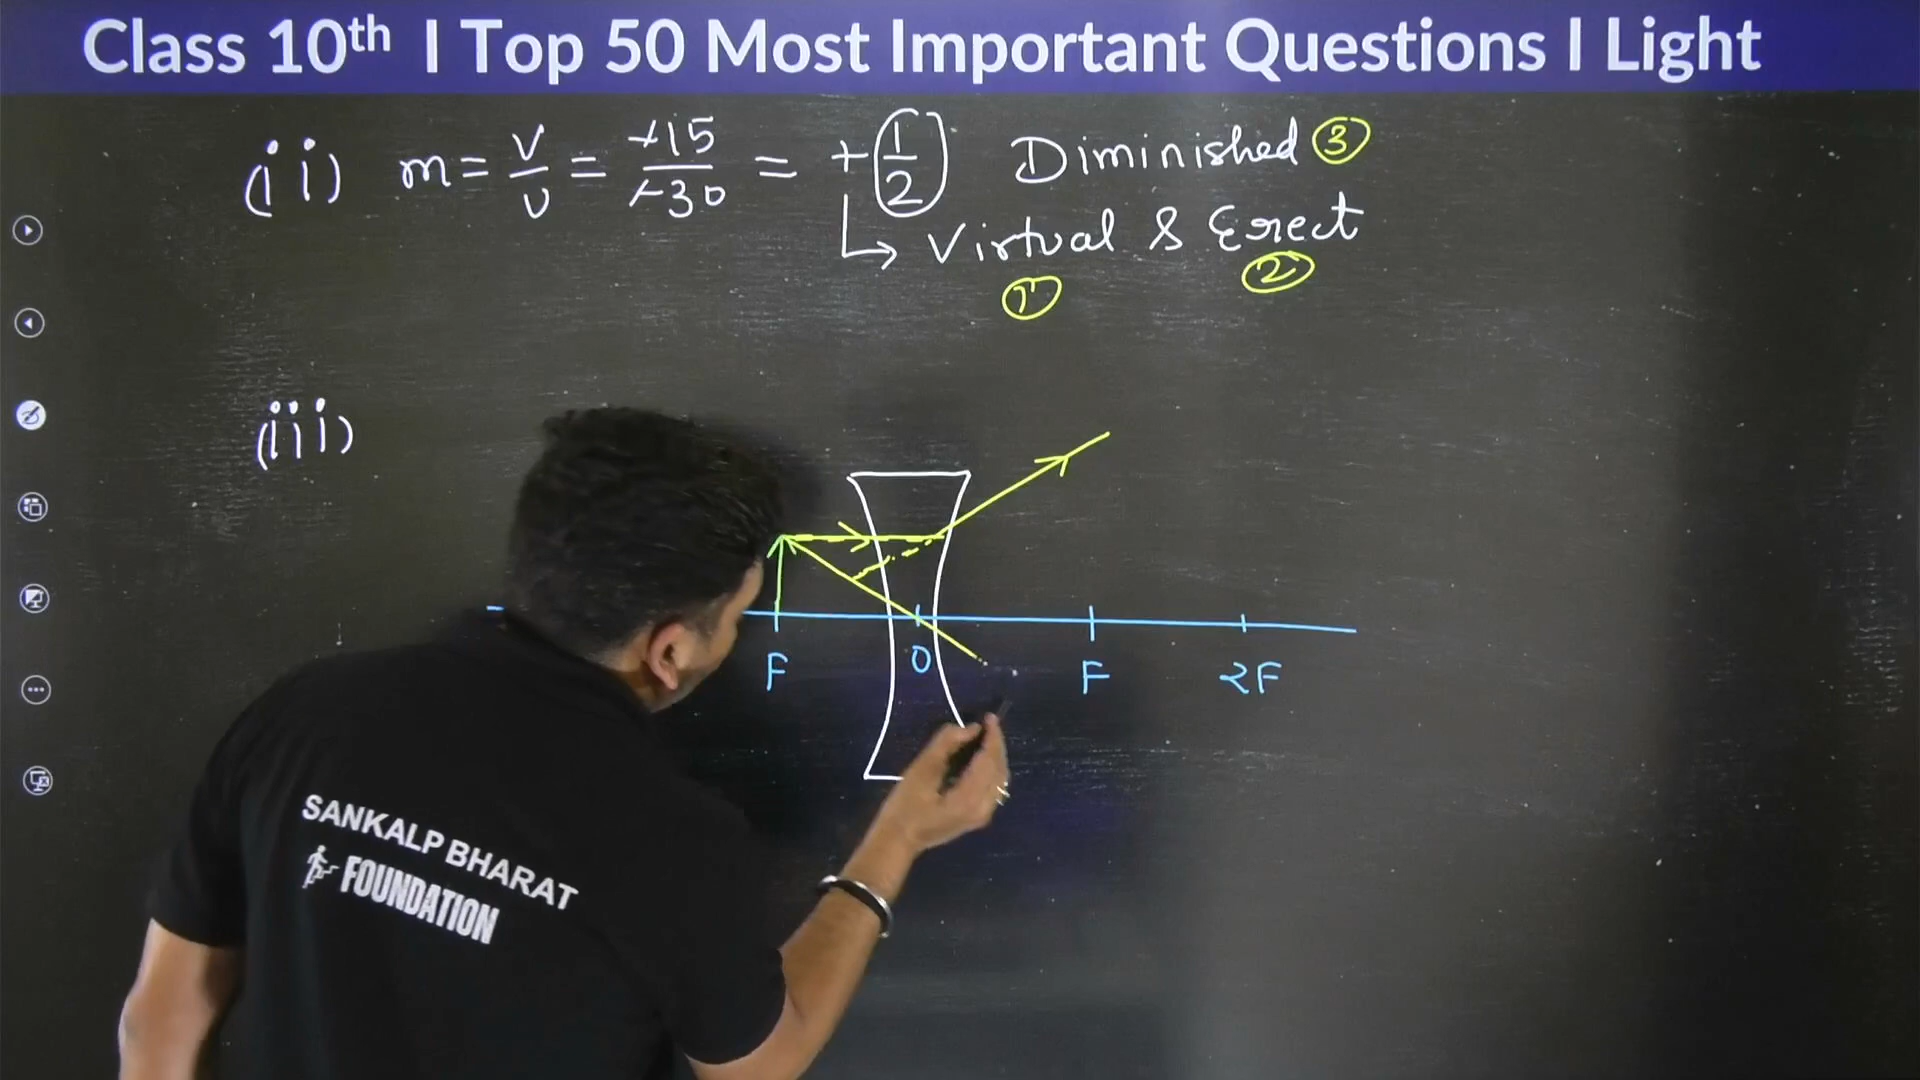 Class 10th I Top 50 Most Important Questions I Light
(ii) m = v/u = +15/-30 = + 1/2 Diminished ③
↳ Virtual & Erect
① ②
(iii)
F O F 2F
SANKALP BHARAT
FOUNDATION